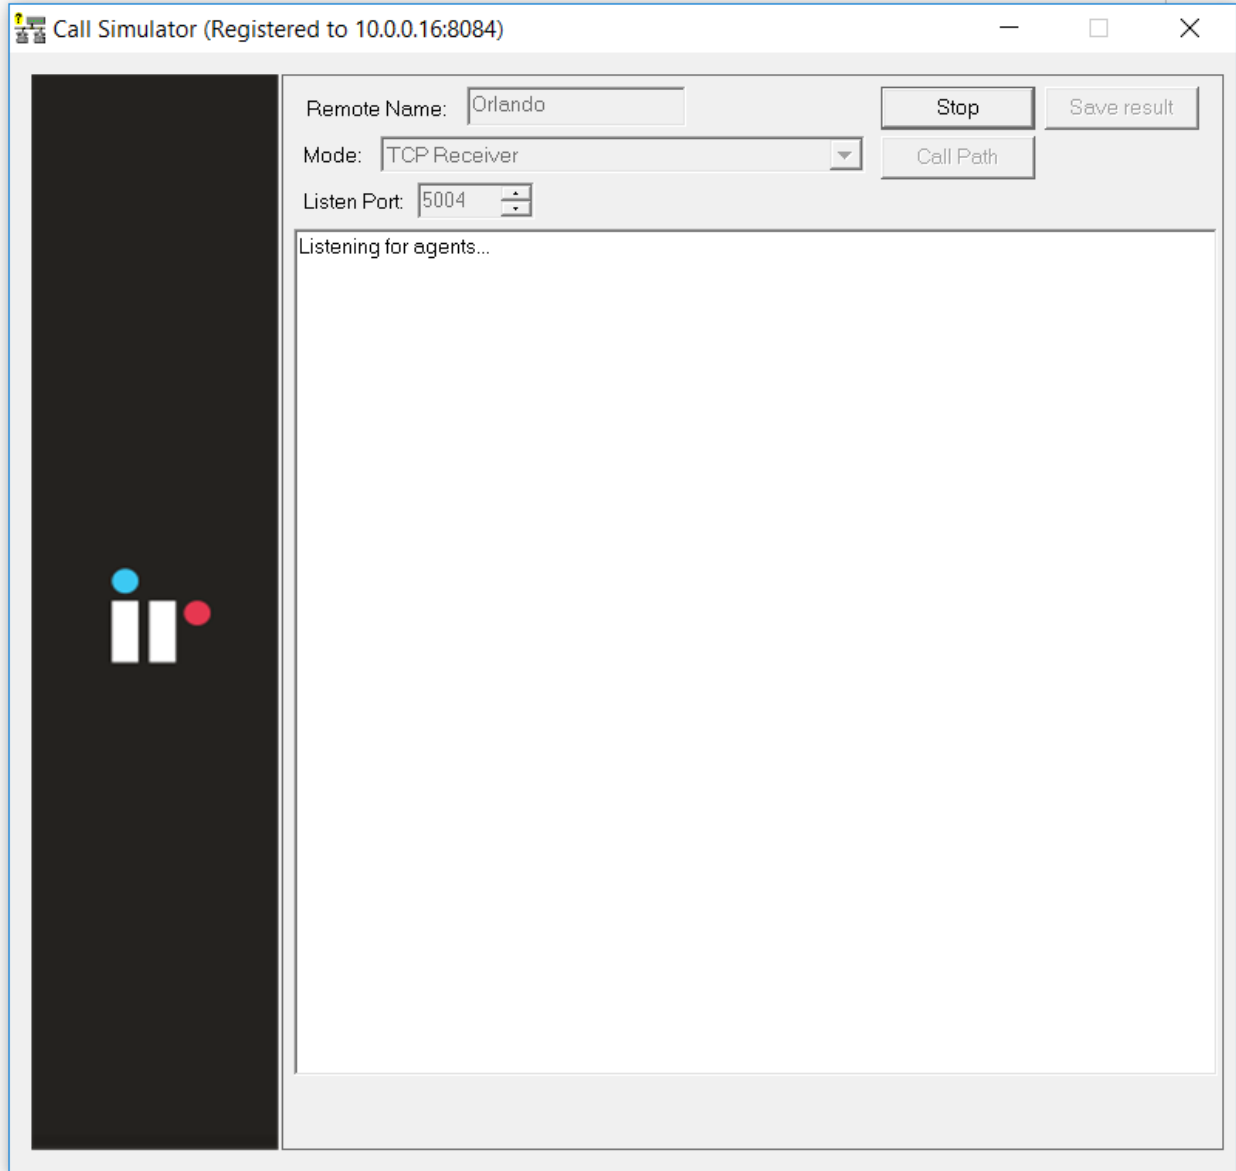 Call Simulator (Registered to 10.0.0.16:8084)
Remote Name: Orlando Stop Save result
Mode: TCP Receiver Call Path
Listen Port: 5004
Listening for agents...
ir